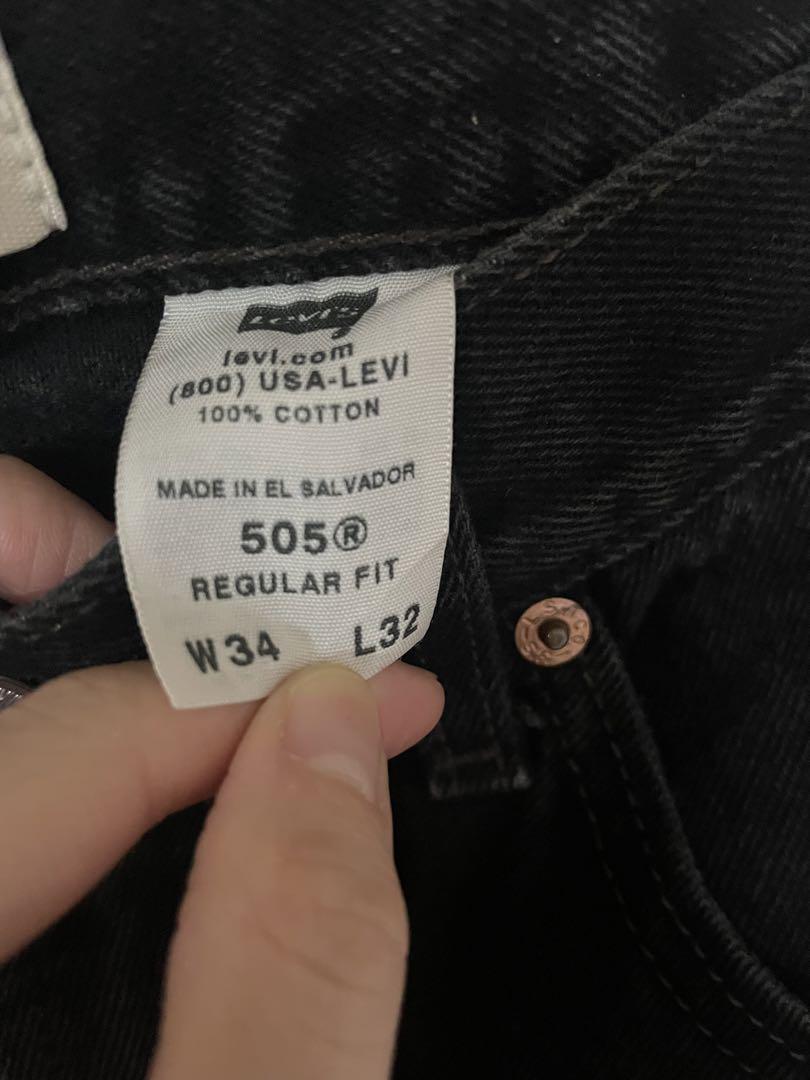 Levi's
levi.com
(800) USA-LEVI
100% COTTON
MADE IN EL SALVADOR
505®
REGULAR FIT
W34 L32